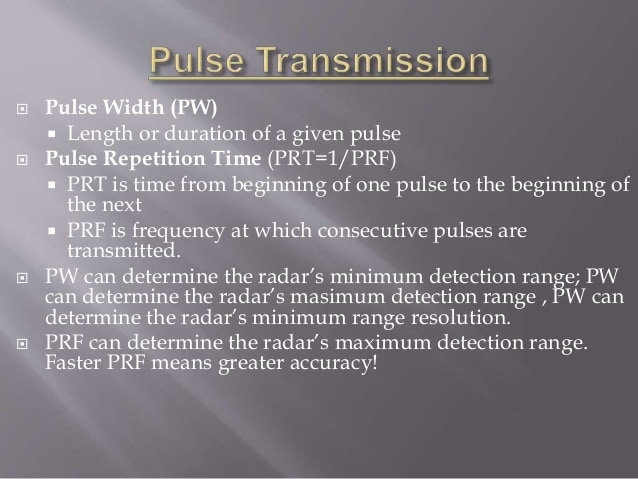 Pulse Transmission
Pulse Width (PW)
Length or duration of a given pulse
Pulse Repetition Time (PRT=1/PRF)
PRT is time from beginning of one pulse to the beginning of
the next
PRF is frequency at which consecutive pulses are
transmitted.
PW can determine the radar’s minimum detection range; PW
can determine the radar’s masimum detection range , PW can
determine the radar’s minimum range resolution.
PRF can determine the radar’s maximum detection range.
Faster PRF means greater accuracy!